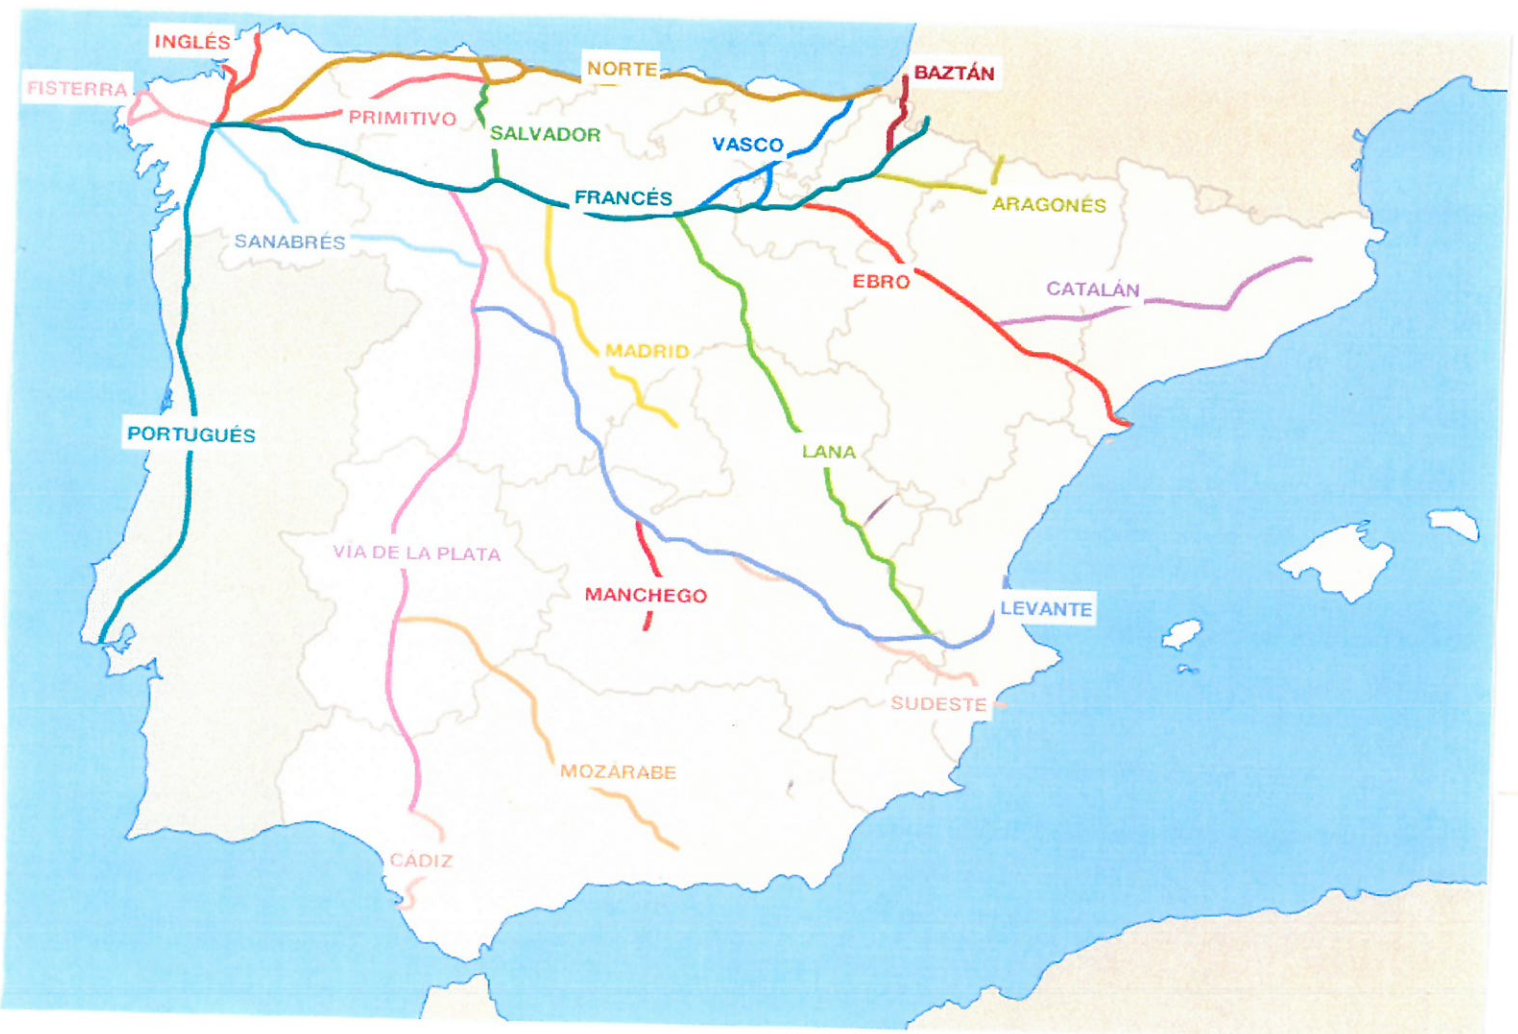 INGLÉS
NORTE
BAZTÁN
FISTERRA
PRIMITIVO
SALVADOR
VASCO
FRANCÉS
ARAGONÉS
SANABRÉS
EBRO
CATALÁN
MADRID
PORTUGUÉS
LANA
VÍA DE LA PLATA
MANCHEGO
LEVANTE
SUDESTE
MOZÁRABE
CÁDIZ